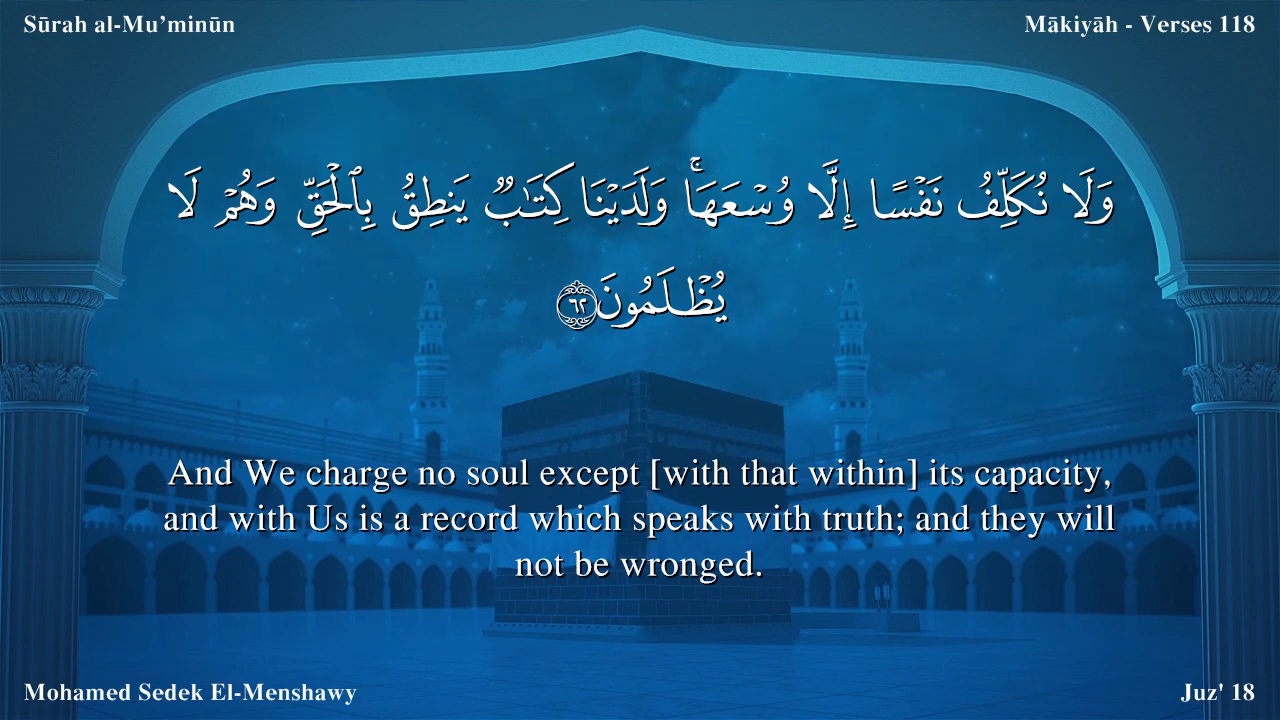 Sūrah al-Mu’minūn
Mākiyāh - Verses 118
وَلَا نُكَلِّفُ نَفْسًا إِلَّا وُسْعَهَاۚ وَلَدَيْنَا كِتَٰبٌ يَنطِقُ بِٱلْحَقِّ وَهُمْ لَا
يُظْلَمُونَ ٦٢
And We charge no soul except [with that within] its capacity,
and with Us is a record which speaks with truth; and they will
not be wronged.
Mohamed Sedek El-Menshawy
Juz' 18